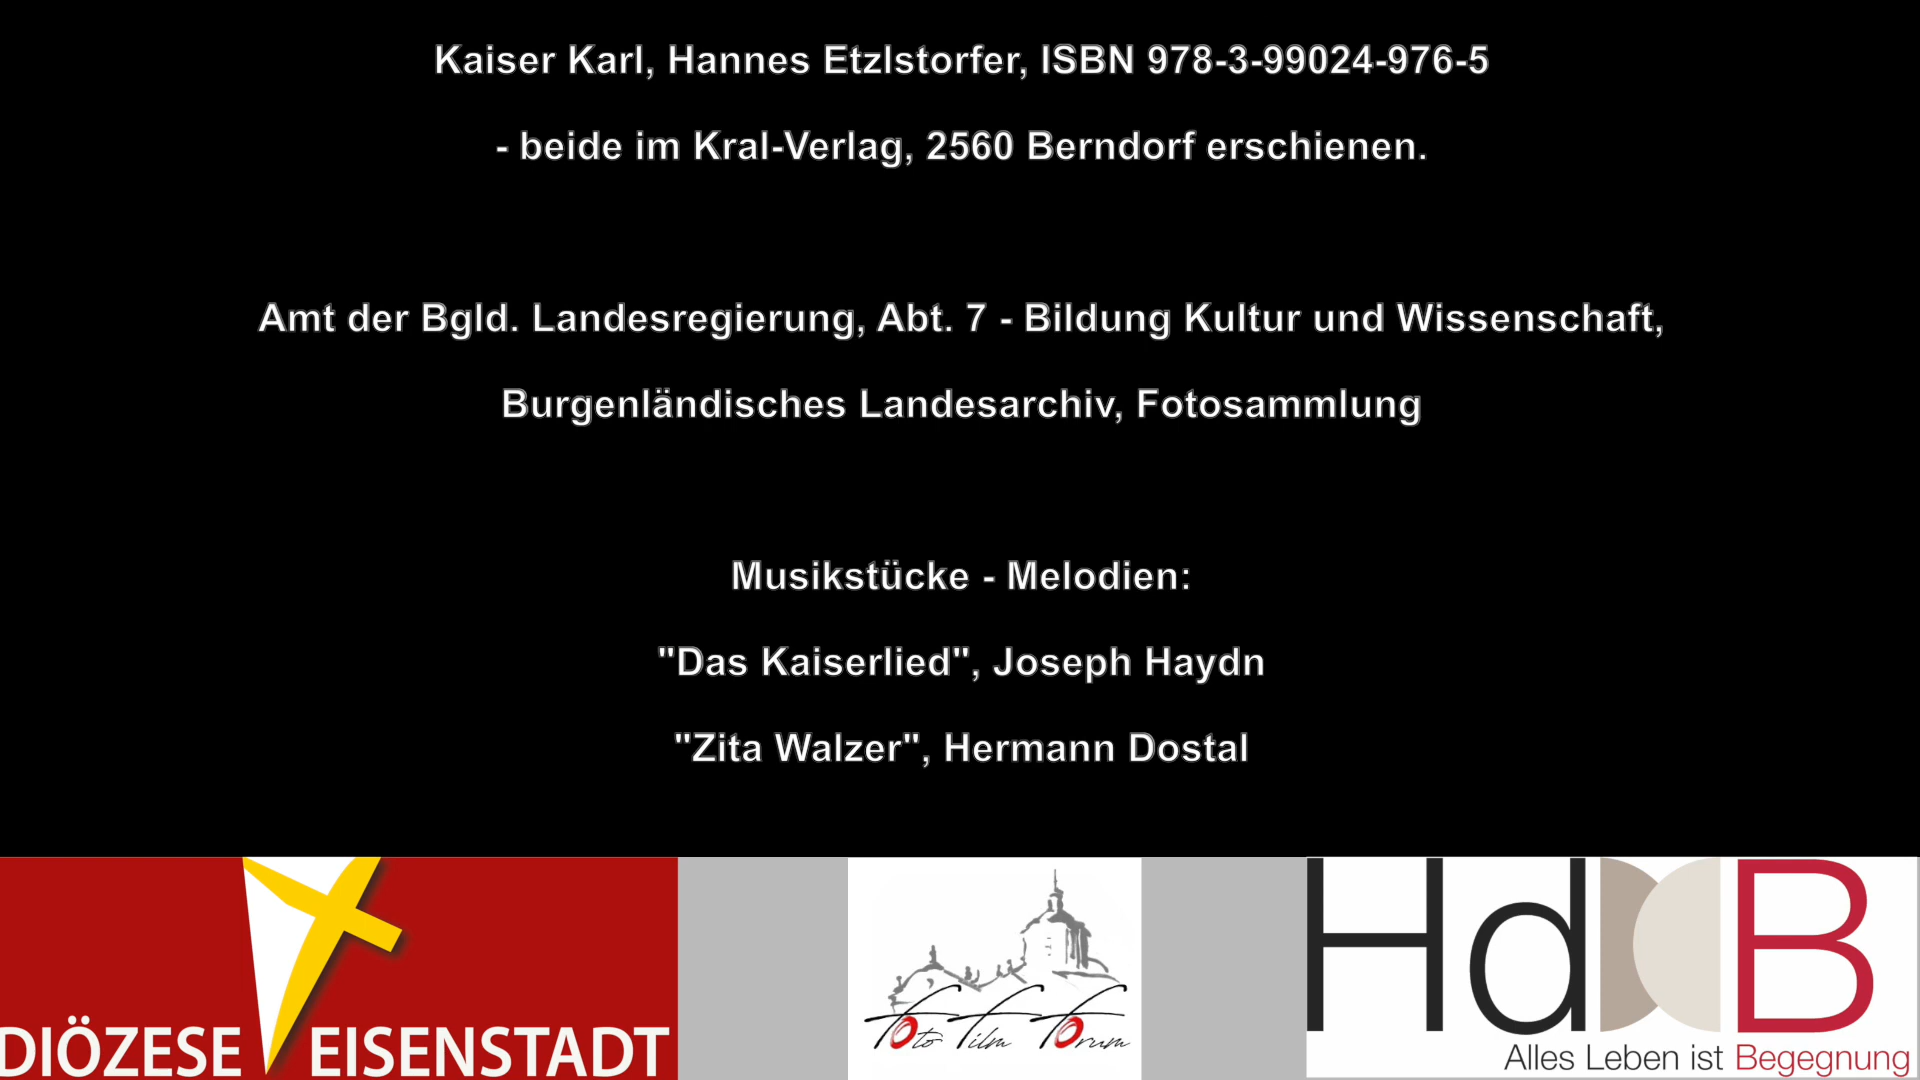 Kaiser Karl, Hannes Etzlstorfer, ISBN 978-3-99024-976-5
- beide im Kral-Verlag, 2560 Berndorf erschienen.
Amt der Bgld. Landesregierung, Abt. 7 - Bildung Kultur und Wissenschaft,
Burgenländisches Landesarchiv, Fotosammlung
Musikstücke - Melodien:
"Das Kaiserlied", Joseph Haydn
"Zita Walzer", Hermann Dostal
DIÖZESE EISENSTADT
Foto Film Forum
HdB
Alles Leben ist Begegnung